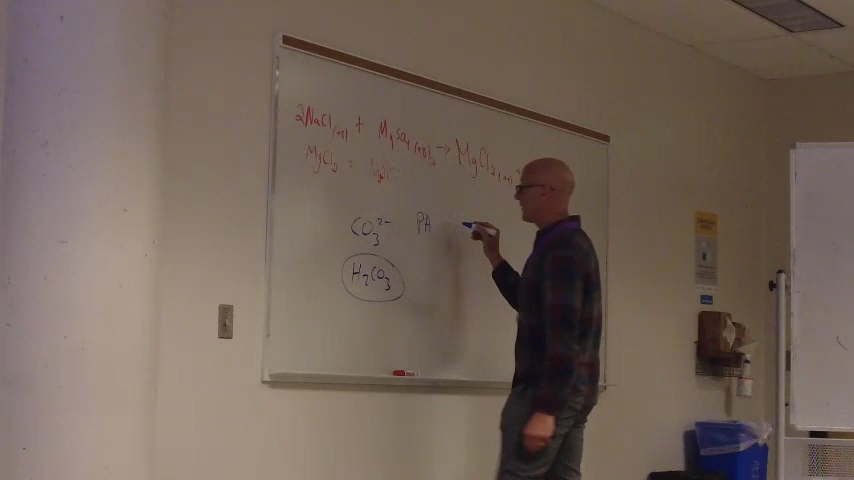 2NaCl(aq) + MgSO4(aq) → MgCl2(aq)
MgCl2 =
CO3^2- PA
H2CO3